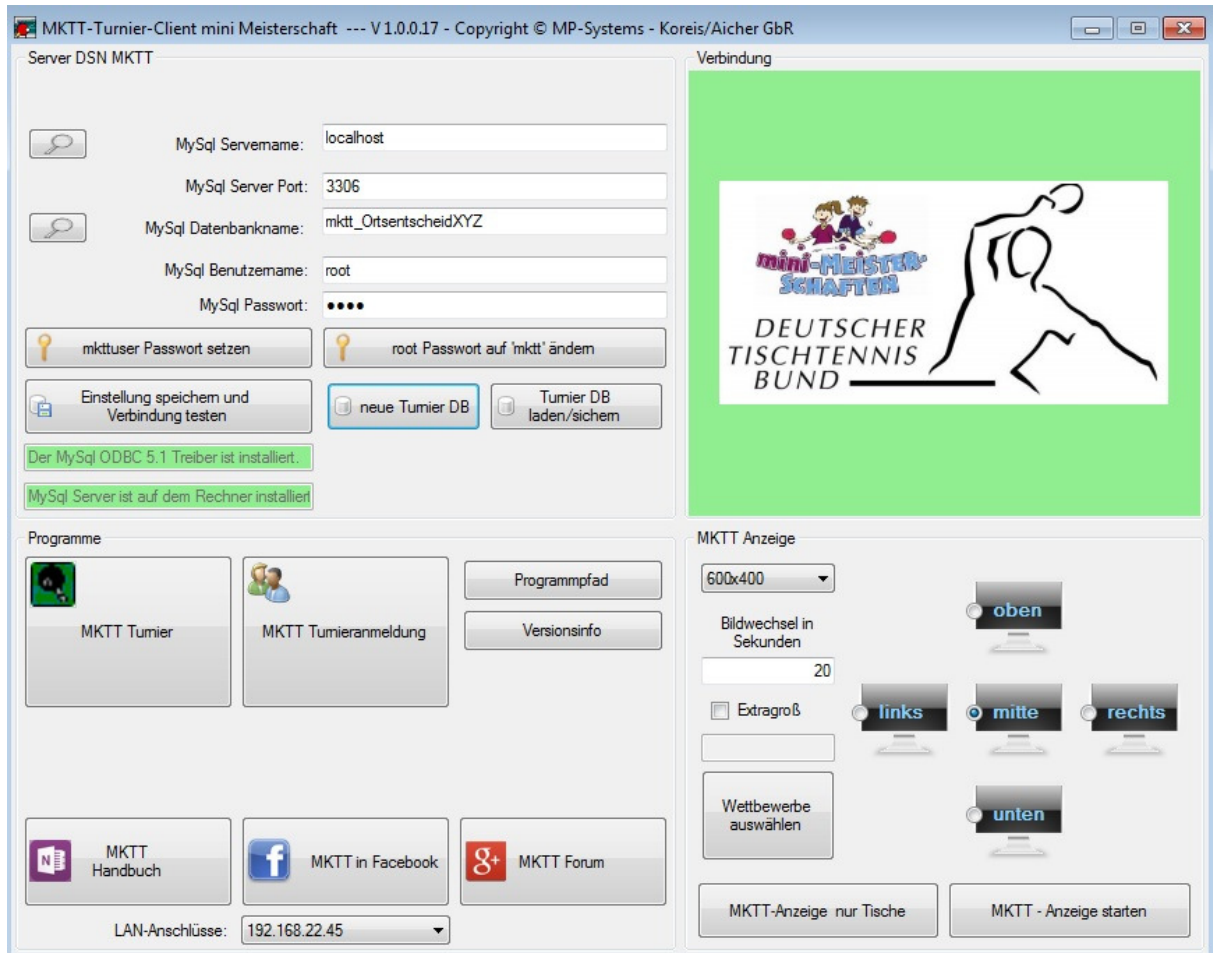 MKTT-Turnier-Client mini Meisterschaft --- V 1.0.0.17 - Copyright © MP-Systems - Koreis/Aicher GbR
Server DSN MKTT
MySql Servername:
localhost
MySql Server Port:
3306
MySql Datenbankname:
mktt_OrtsentscheidXYZ
MySql Benutzername:
root
MySql Passwort:
••••
mkttuser Passwort setzen
root Passwort auf 'mktt' ändern
Einstellung speichern und
Verbindung testen
neue Turnier DB
Turnier DB
laden/sichern
Der MySql ODBC 5.1 Treiber ist installiert.
MySql Server ist auf dem Rechner installiert
Verbindung
mini-MEISTER-
SCHAFTEN
DEUTSCHER
TISCHTENNIS
BUND
Programme
MKTT Turnier
MKTT Turnieranmeldung
Programmpfad
Versionsinfo
MKTT
Handbuch
MKTT in Facebook
MKTT Forum
LAN-Anschlüsse:
192.168.22.45
MKTT Anzeige
600x400
Bildwechsel in
Sekunden
20
Extragroß
Wettbewerbe
auswählen
oben
links
mitte
rechts
unten
MKTT-Anzeige nur Tische
MKTT - Anzeige starten